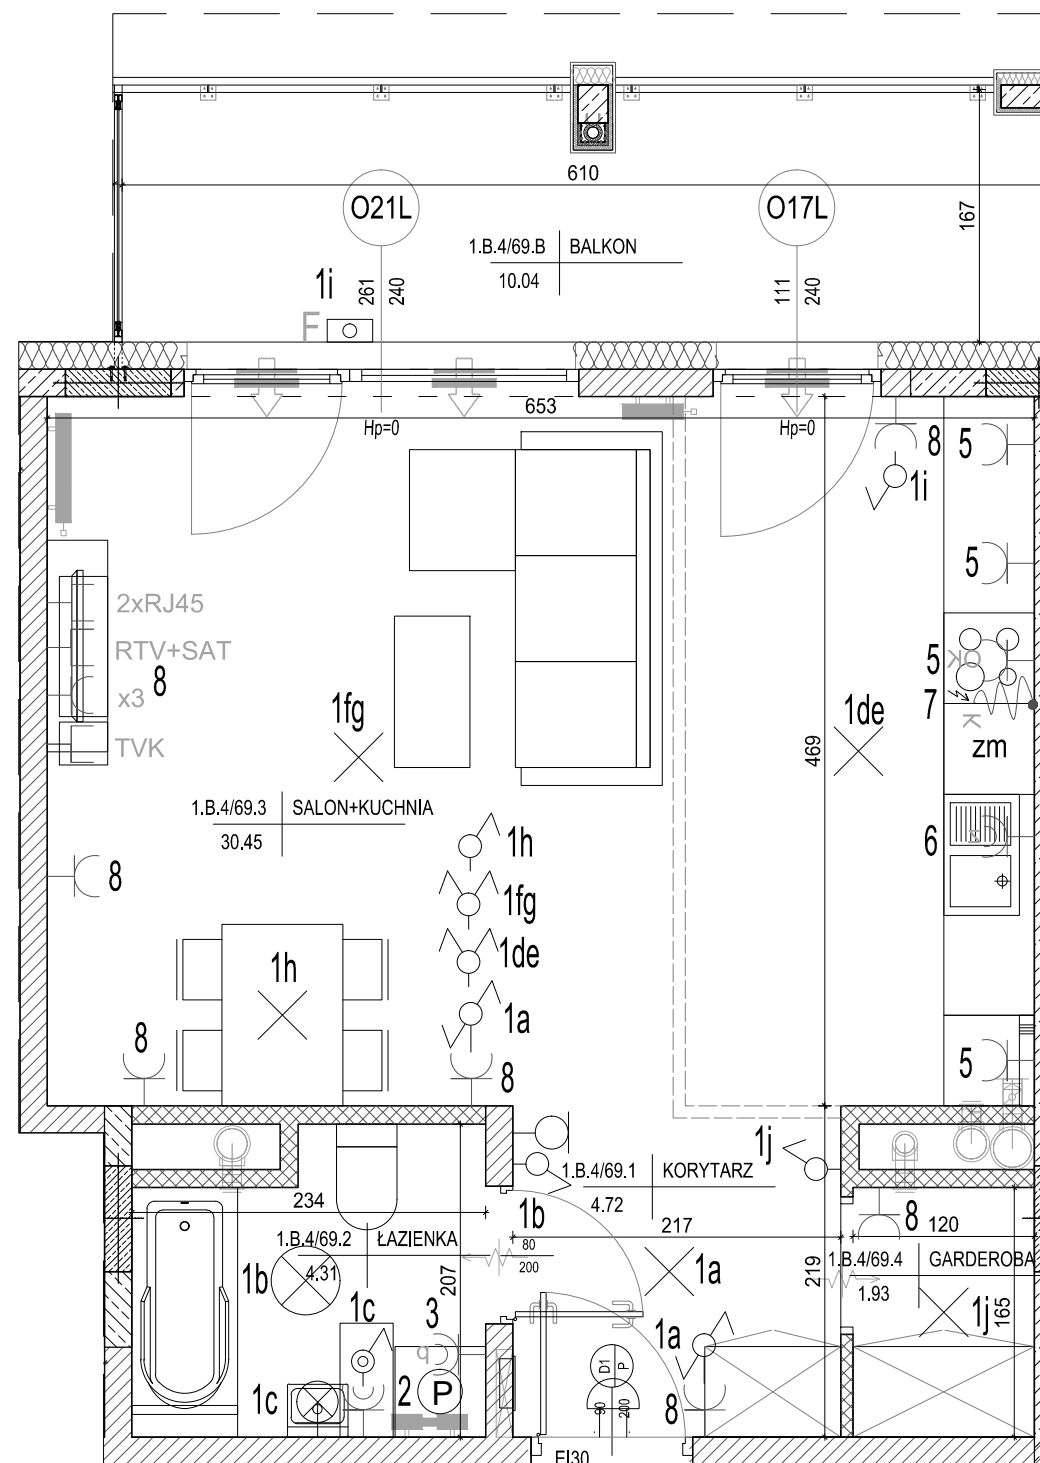 610
O21L
O17L
167
1.B.4/69.B BALKON
10.04
261
240
111
240
1i
F
653
Hp=0
Hp=0
8
5
1i
5
2xRJ45
RTV+SAT
8
x3
TVK
5
OK
7
K
zm
1fg
1de
469
1.B.4/69.3 SALON+KUCHNIA
30.45
1h
6
8
1fg
1de
1h
1a
8
8
5
1j
1.B.4/69.1 KORYTARZ
4.72
234
1b
217
8
120
1.B.4/69.2 ŁAZIENKA
4.31
80
200
1.B.4/69.4 GARDEROBA
1.93
1b
207
1a
219
1j
165
1c
3
1a
q
D1
P
1c
2
P
90
200
8
EI30